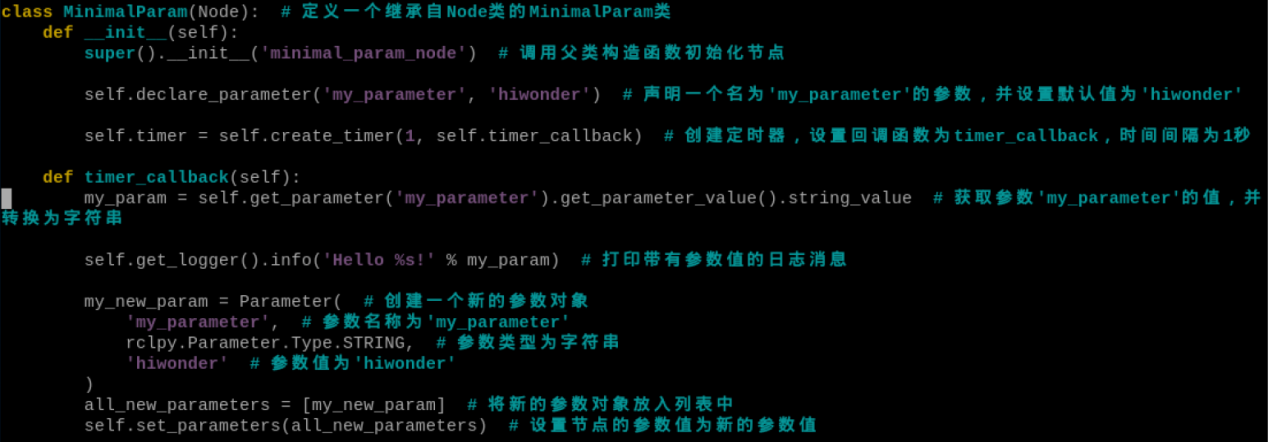 class MinimalParam(Node):  # 定义一个继承自Node类的MinimalParam类
    def __init__(self):
        super().__init__('minimal_param_node')  # 调用父类构造函数初始化节点
        self.declare_parameter('my_parameter', 'hiwonder')  # 声明一个名为'my_parameter'的参数，并设置默认值为'hiwonder'
        self.timer = self.create_timer(1, self.timer_callback)  # 创建定时器，设置回调函数为timer_callback，时间间隔为1秒
    def timer_callback(self):
        my_param = self.get_parameter('my_parameter').get_parameter_value().string_value  # 获取参数'my_parameter'的值，并
转换为字符串
        self.get_logger().info('Hello %s!' % my_param)  # 打印带有参数值的日志消息
        my_new_param = Parameter(  # 创建一个新的参数对象
            'my_parameter',  # 参数名称为'my_parameter'
            rclpy.Parameter.Type.STRING,  # 参数类型为字符串
            'hiwonder'  # 参数值为'hiwonder'
        )
        all_new_parameters = [my_new_param]  # 将新的参数对象放入列表中
        self.set_parameters(all_new_parameters)  # 设置节点的参数值为新的参数值